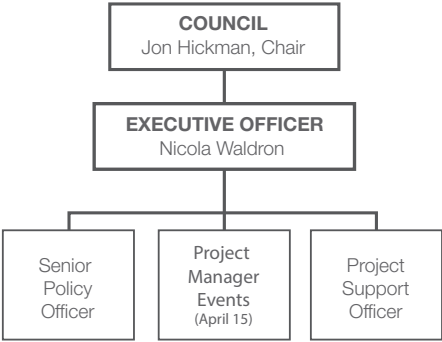 COUNCIL
Jon Hickman, Chair
EXECUTIVE OFFICER
Nicola Waldron
Senior
Policy
Officer
Project
Manager
Events
(April 15)
Project
Support
Officer